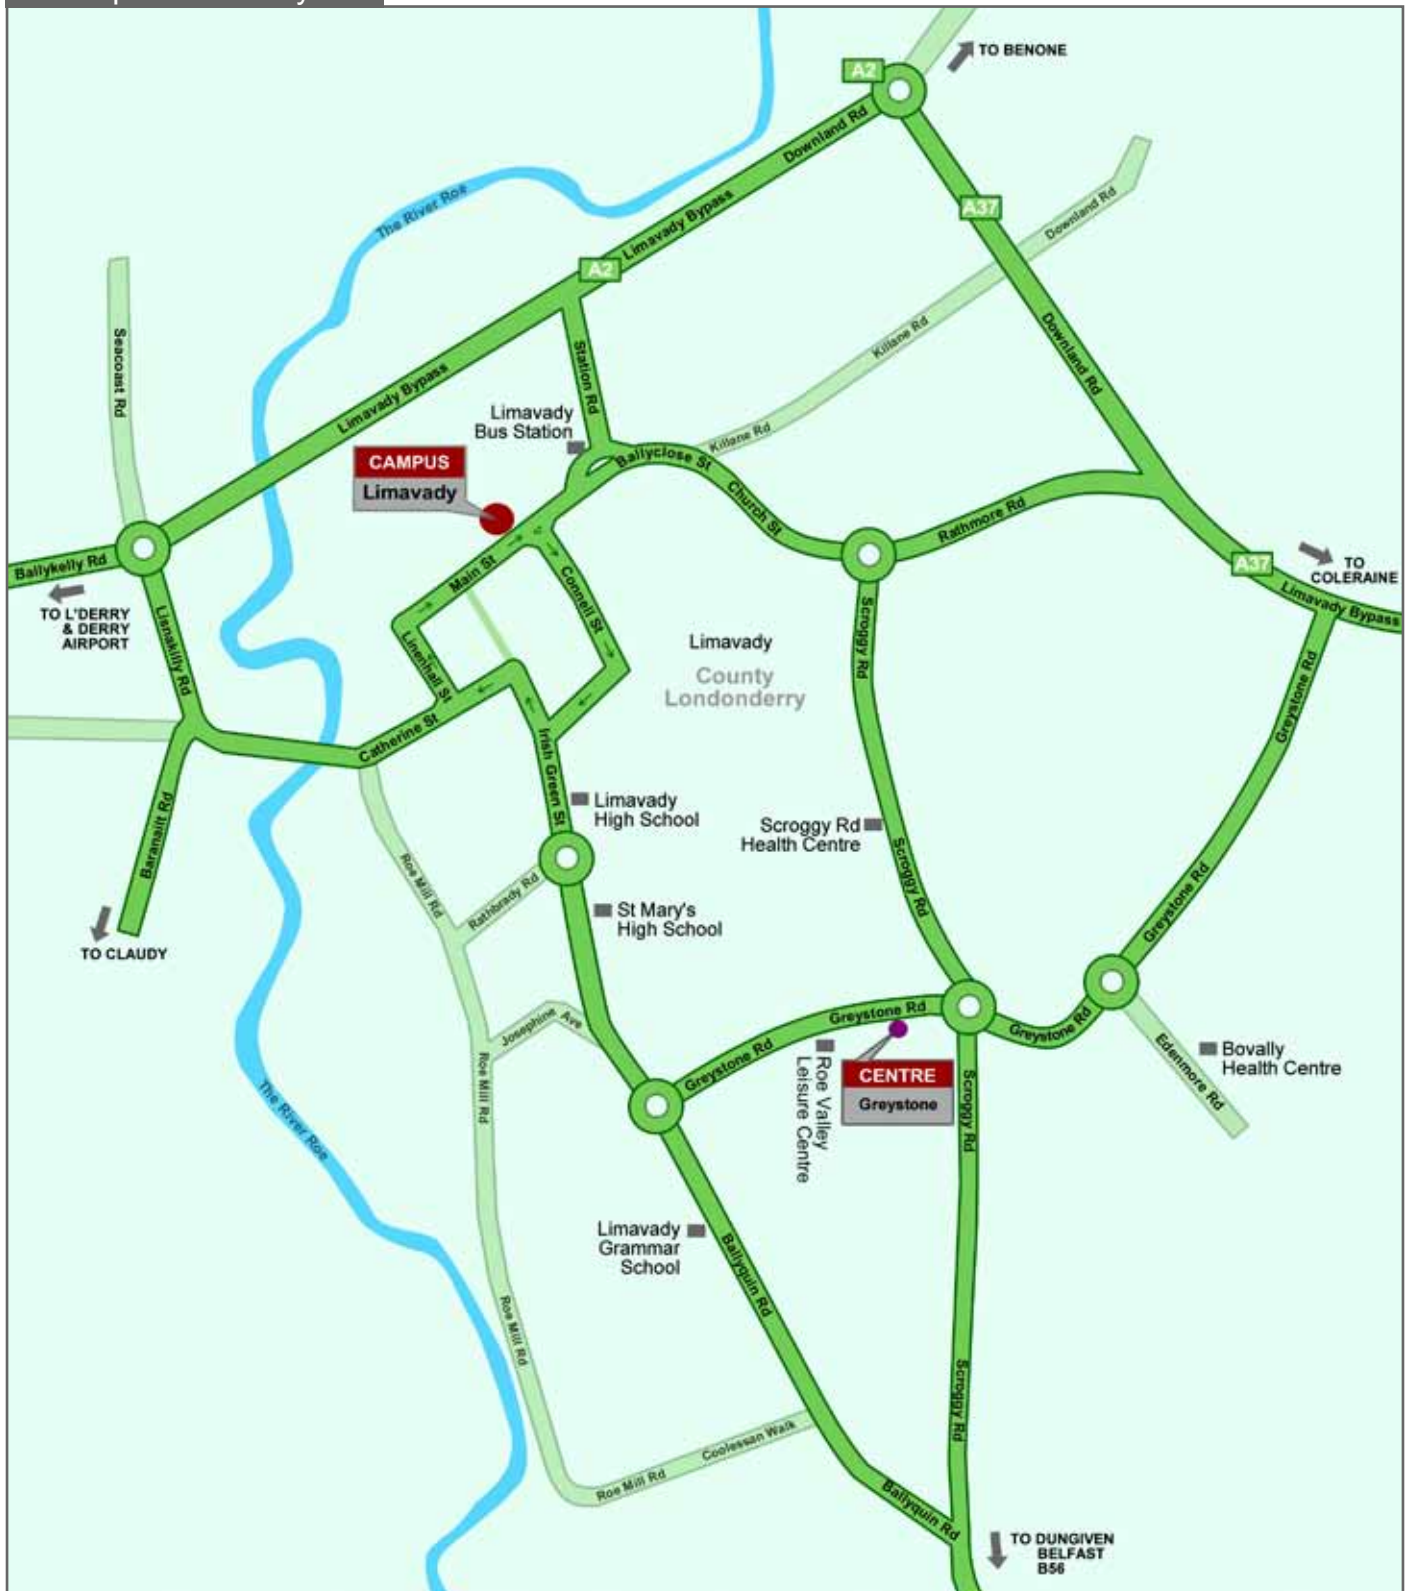 TO BENONE
A2
Downland Rd
A37
Downland Rd
The River Roe
Limavady Bypass
A2
Killane Rd
Downland Rd
Seacoast Rd
Station Rd
Limavady Bypass
Limavady
Bus Station
Killane Rd
Ballyclose St
CAMPUS
Limavady
Church St
Rathmore Rd
Ballykelly Rd
TO L'DERRY
& DERRY
AIRPORT
A37
TO
COLERAINE
Limavady Bypass
Main St
Connell St
Lisnakilly Rd
Linenhall St
Scroggy Rd
Limavady
County
Londonderry
Greystone Rd
Catherine St
Irish Green St
Baranailt Rd
Limavady
High School
Scroggy Rd
Health Centre
Scroggy Rd
Roe Mill Rd
Rathbrady Rd
St Mary's
High School
Greystone Rd
TO CLAUDY
Josephine Ave
Greystone Rd
Greystone Rd
Greystone Rd
Roe Mill Rd
Roe Valley
Leisure Centre
CENTRE
Greystone
Scroggy Rd
Edenmore Rd
Bovally
Health Centre
The River Roe
Limavady
Grammar
School
Ballyquin Rd
Roe Mill Rd
Scroggy Rd
Coolessan Walk
Roe Mill Rd
Ballyquin Rd
TO DUNGIVEN
BELFAST
B56